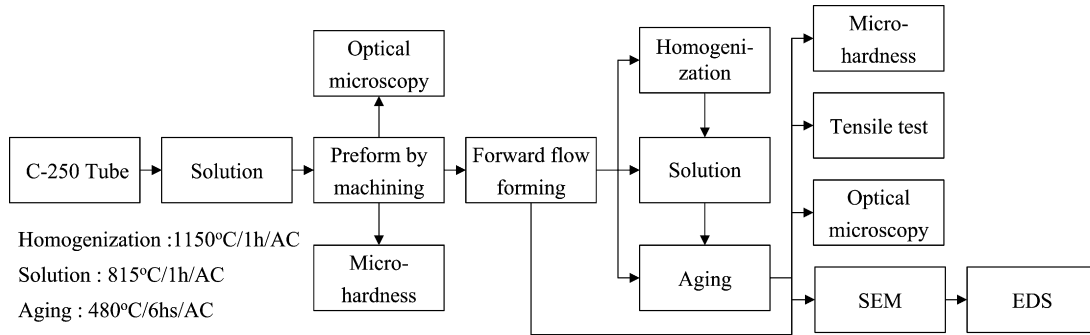 C-250 Tube
Solution
Optical
microscopy
Preform by
machining
Micro-
hardness
Forward flow
forming
Homogeni-
zation
Solution
Aging
Micro-
hardness
Tensile test
Optical
microscopy
SEM
EDS
Homogenization :1150°C/1h/AC
Solution : 815°C/1h/AC
Aging : 480°C/6hs/AC